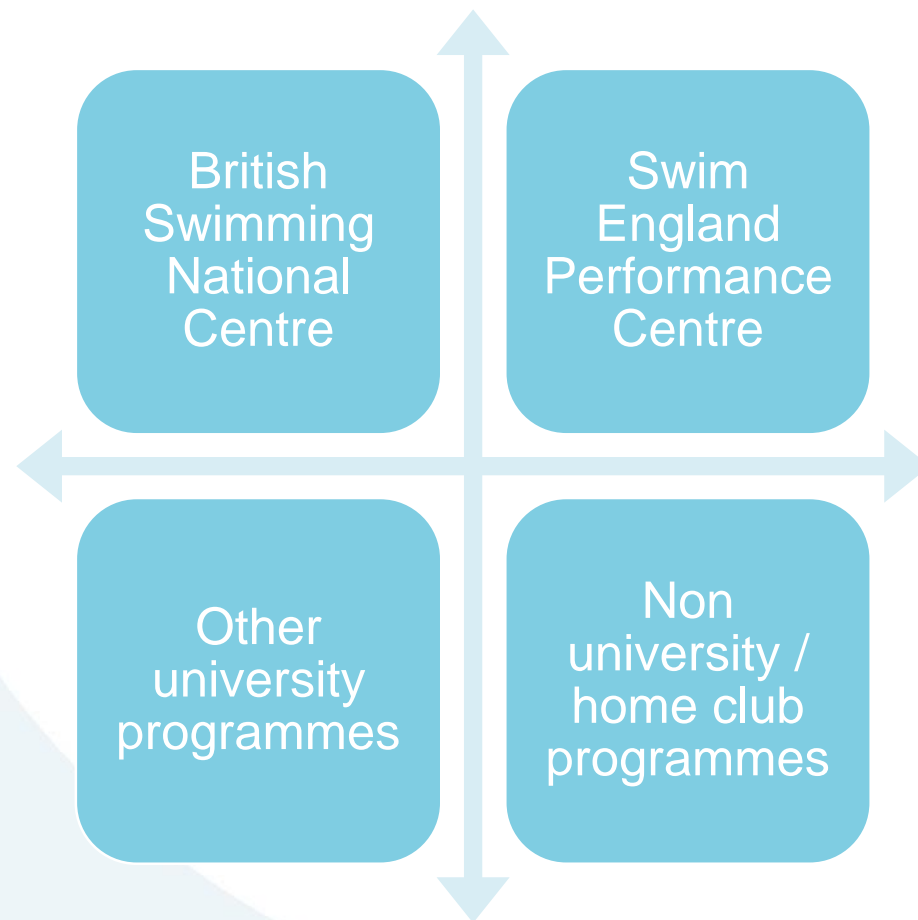 British
Swimming
National
Centre
Swim
England
Performance
Centre
Other
university
programmes
Non
university /
home club
programmes